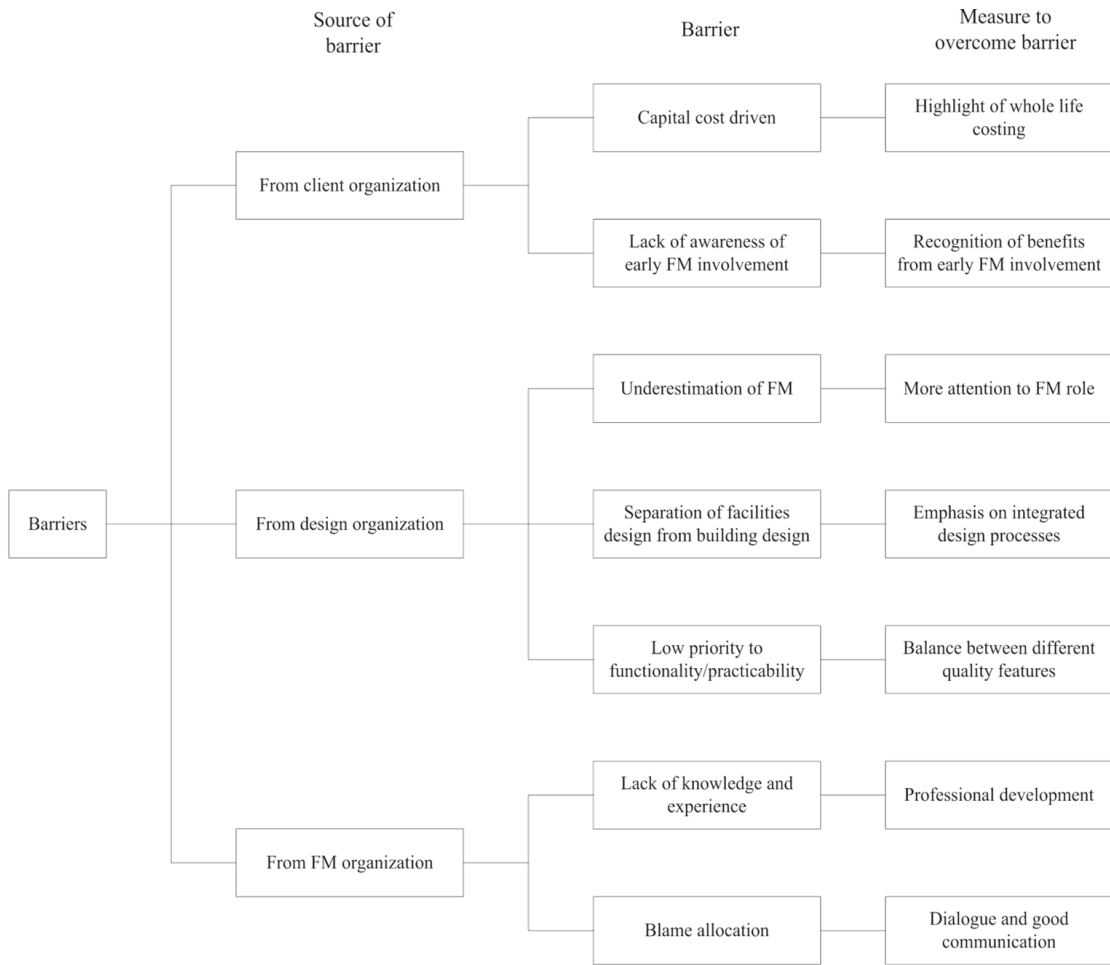 Source of
barrier
Barrier
Measure to
overcome barrier
Capital cost driven
Highlight of whole life
costing
From client organization
Lack of awareness of
early FM involvement
Recognition of benefits
from early FM involvement
Underestimation of FM
More attention to FM role
Barriers
From design organization
Separation of facilities
design from building design
Emphasis on integrated
design processes
Low priority to
functionality/practicability
Balance between different
quality features
Lack of knowledge and
experience
Professional development
From FM organization
Blame allocation
Dialogue and good
communication